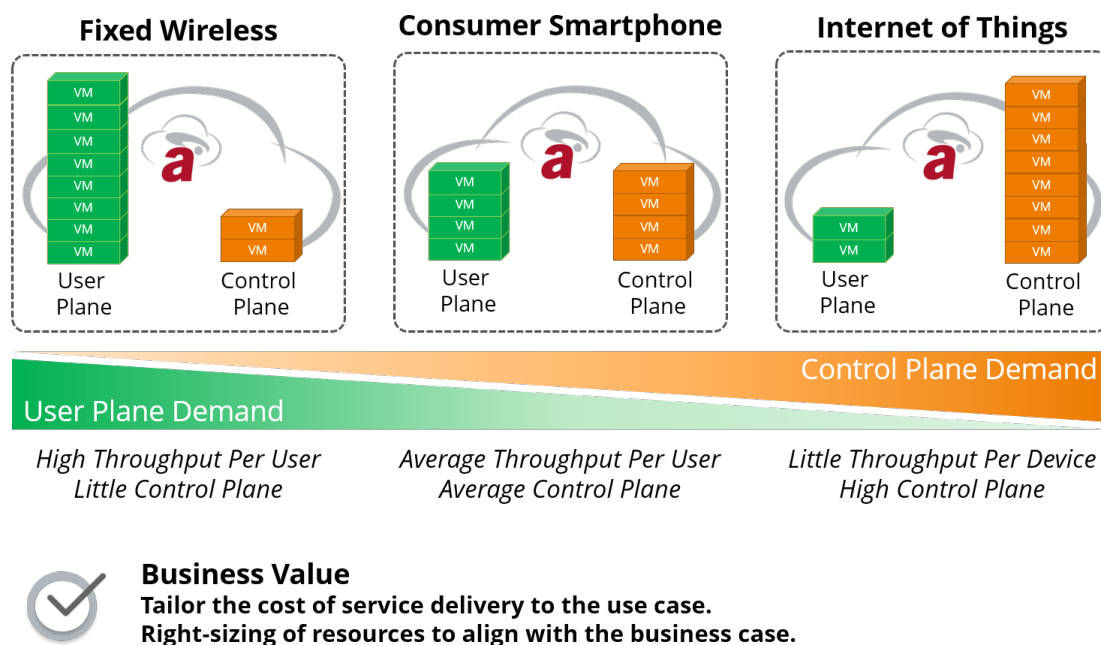 Fixed Wireless
VM
VM
VM
VM
VM
VM
VM
VM
User
Plane
a
VM
VM
Control
Plane
Consumer Smartphone
VM
VM
VM
VM
User
Plane
a
VM
VM
VM
VM
Control
Plane
Internet of Things
VM
VM
User
Plane
a
VM
VM
VM
VM
VM
VM
VM
VM
Control
Plane
Control Plane Demand
User Plane Demand
High Throughput Per User
Little Control Plane
Average Throughput Per User
Average Control Plane
Little Throughput Per Device
High Control Plane
Business Value
Tailor the cost of service delivery to the use case.
Right-sizing of resources to align with the business case.